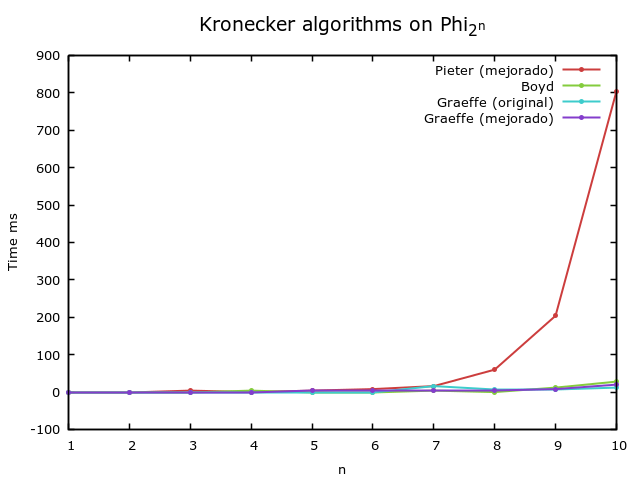 Kronecker algorithms on Phi_2^n
900
800
700
600
500
400
300
200
100
0
-100
Time ms
Pieter (mejorado)
Boyd
Graeffe (original)
Graeffe (mejorado)
1 2 3 4 5 6 7 8 9 10
n